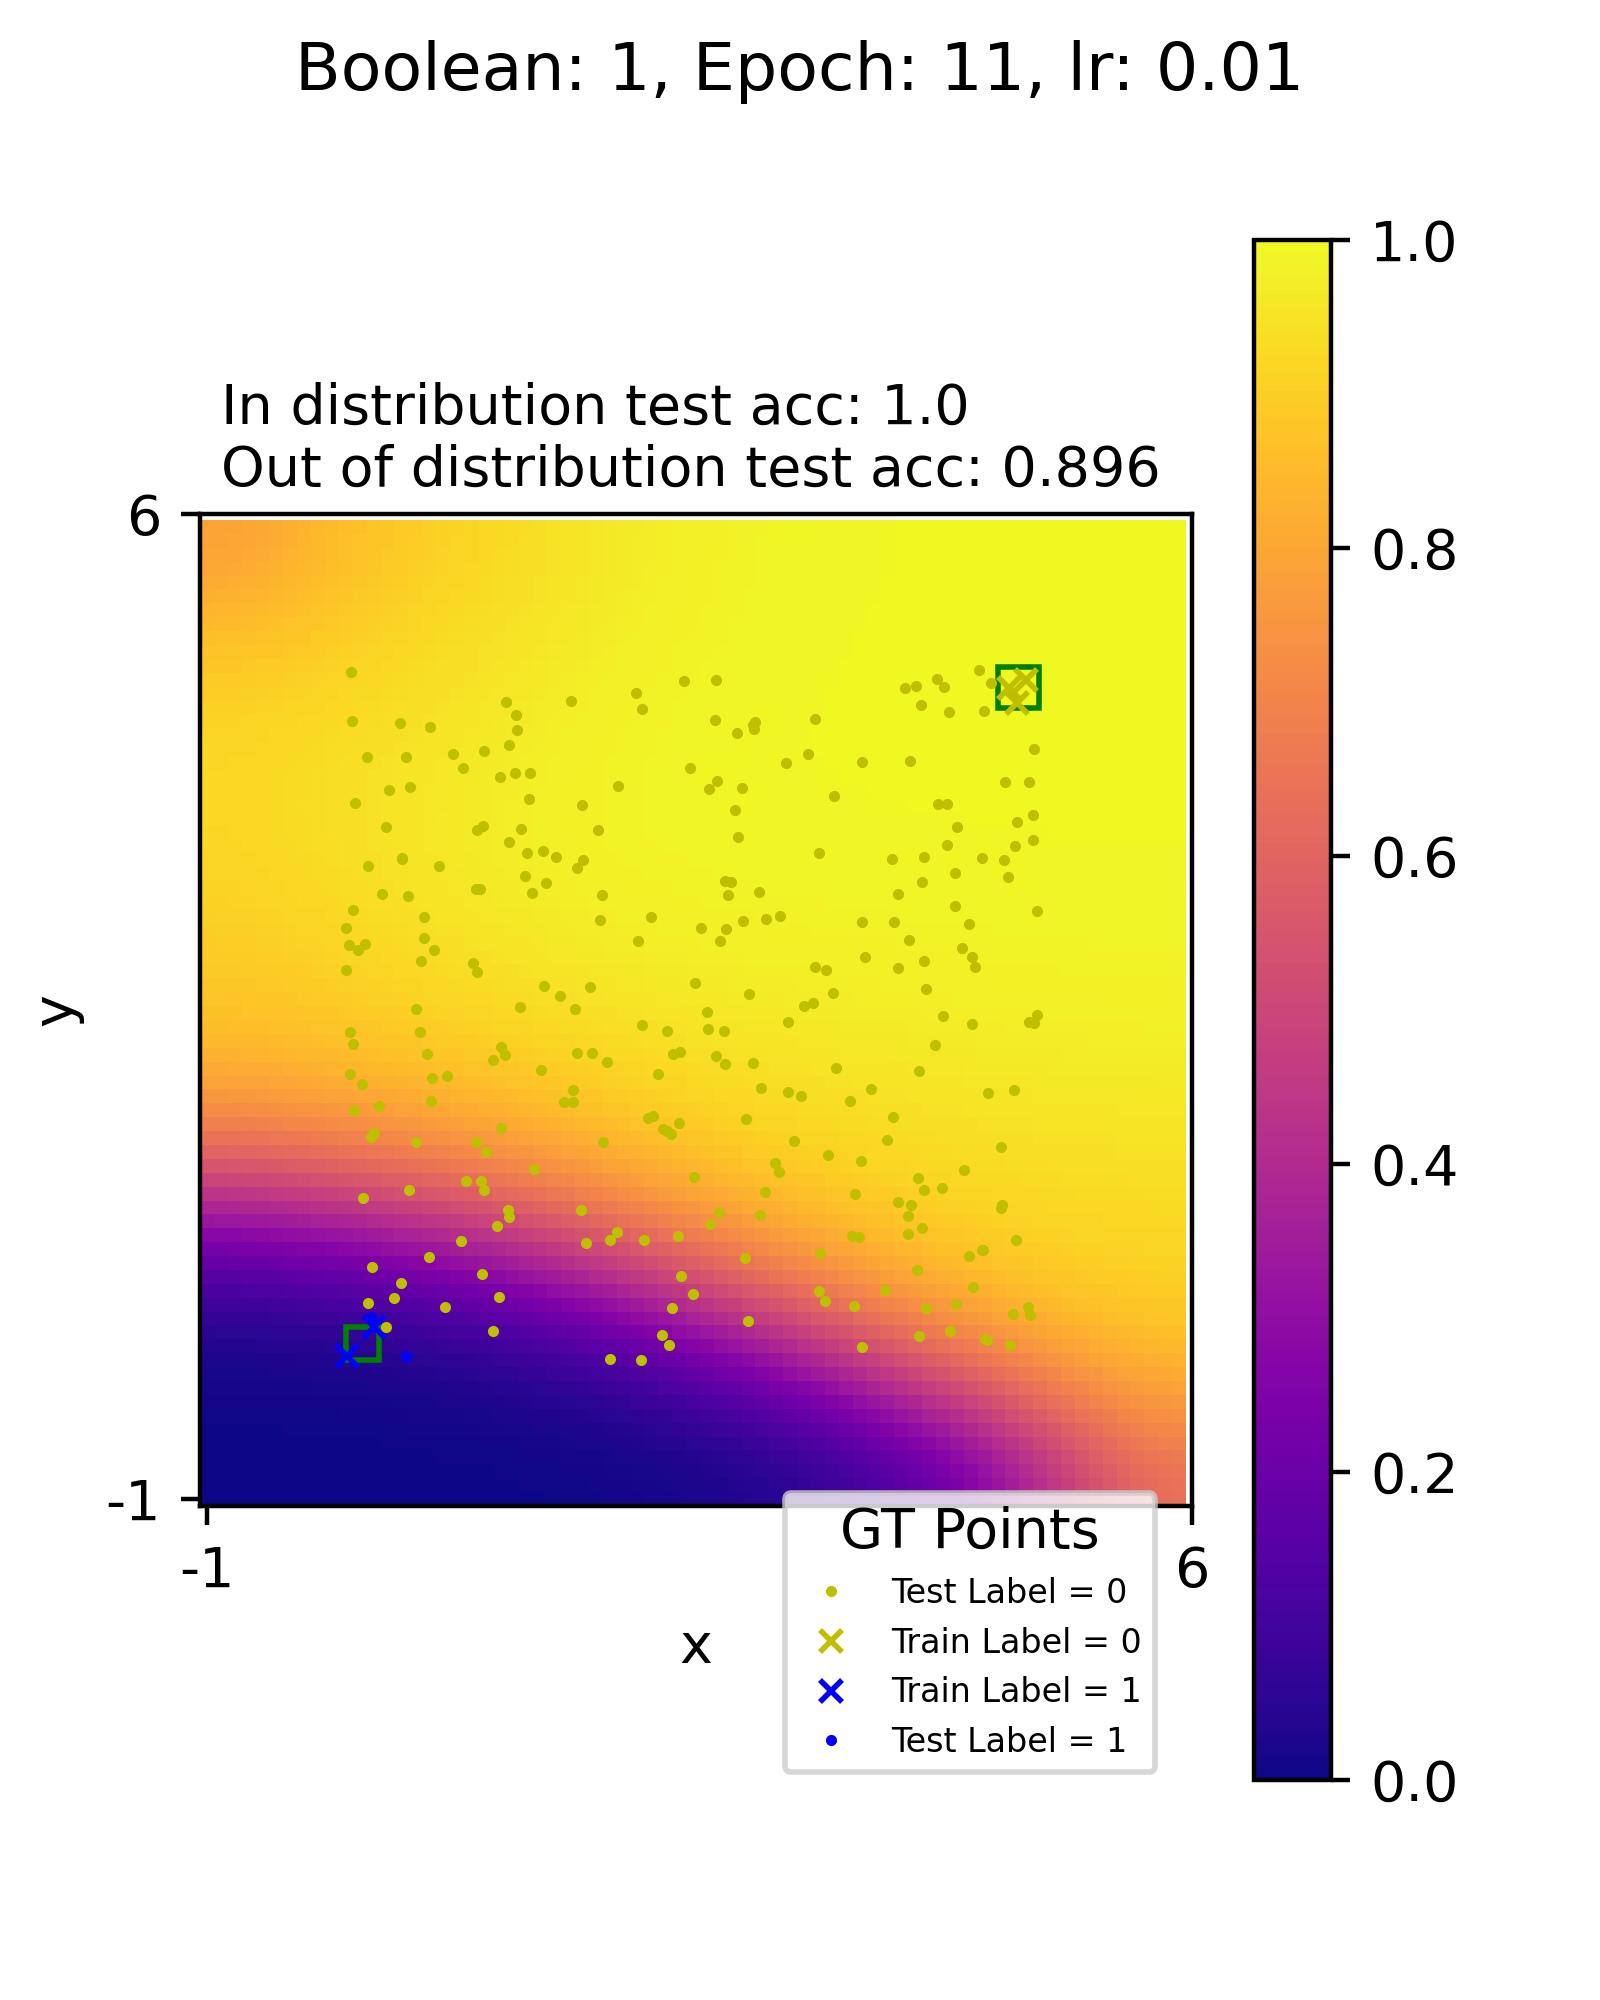 Boolean: 1, Epoch: 11, lr: 0.01
In distribution test acc: 1.0
Out of distribution test acc: 0.896
6
y
-1
-1
6
x
GT Points
Test Label = 0
Train Label = 0
Train Label = 1
Test Label = 1
1.0
0.8
0.6
0.4
0.2
0.0